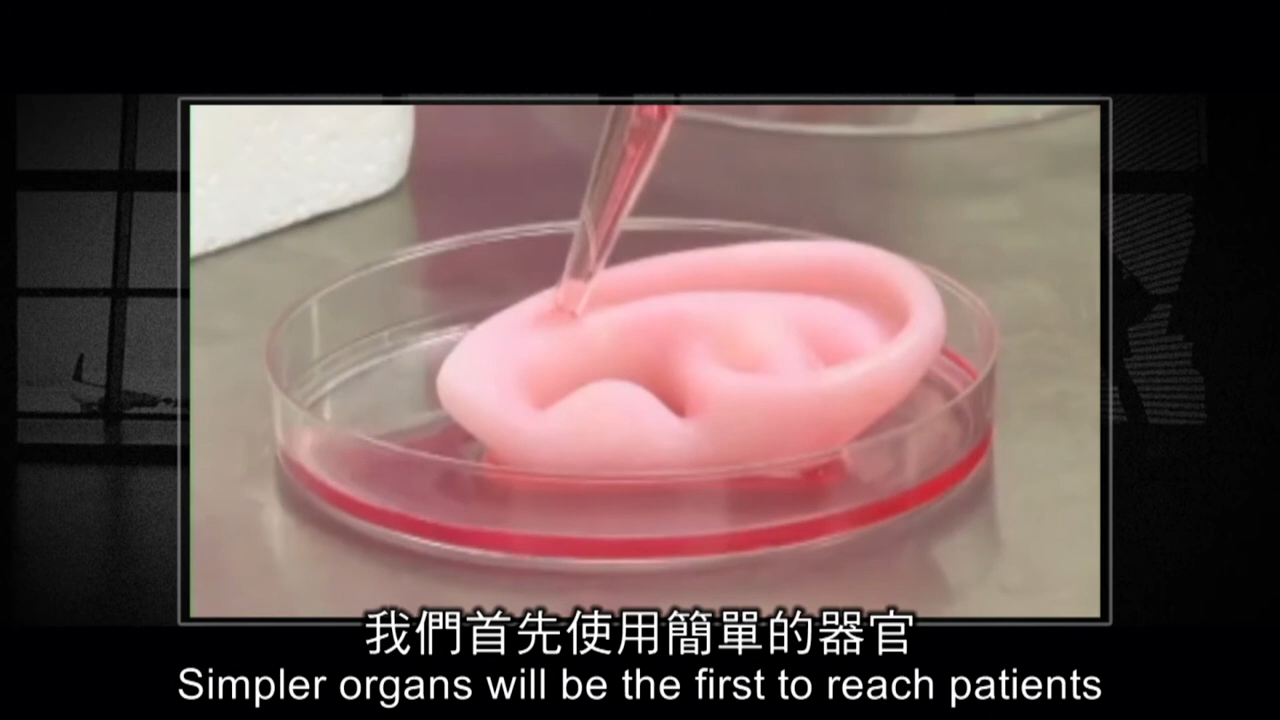 我們首先使用簡單的器官
Simpler organs will be the first to reach patients